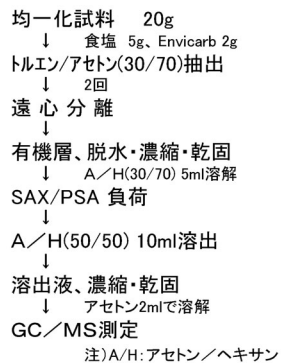 均一化試料　20g
↓　食塩 5g、Envicarb 2g
トルエン/アセトン(30/70)抽出
↓　2回
遠 心 分 離
↓
有機層、脱水・濃縮・乾固
↓　A／H(30/70) 5ml溶解
SAX/PSA 負荷
↓
A／H(50/50) 10ml溶出
↓
溶出液、濃縮・乾固
↓　アセトン2mlで溶解
GC／MS測定
注）A/H：アセトン／ヘキサン